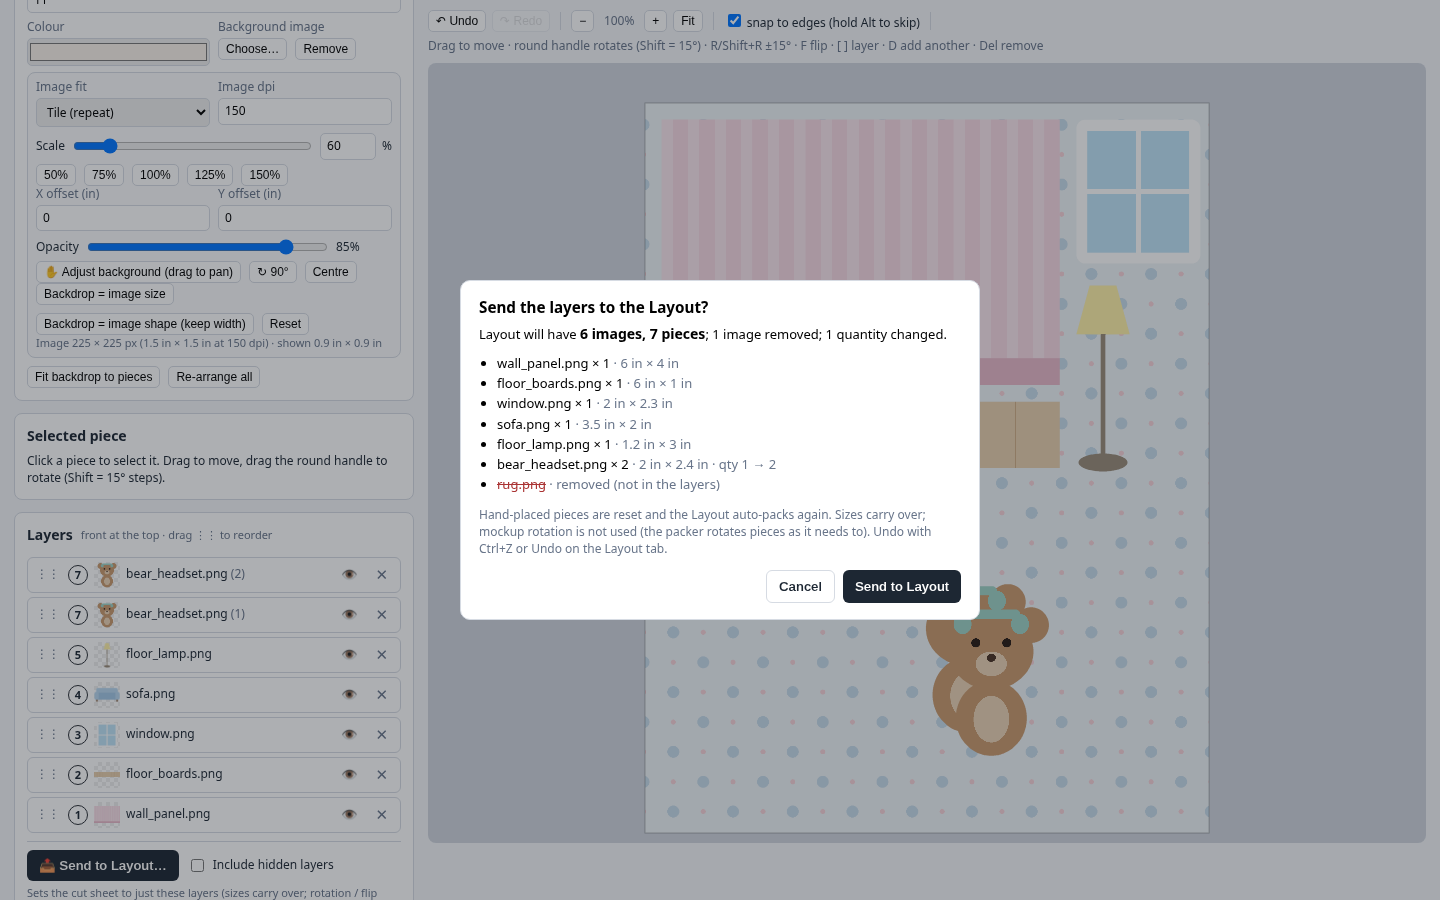 Colour
Background image
Choose…
Remove
Image fit
Image dpi
Tile (repeat)
150
Scale
60
%
50%
75%
100%
125%
150%
X offset (in)
Y offset (in)
0
0
Opacity
85%
✋ Adjust background (drag to pan)
↻ 90°
Centre
Backdrop = image size
Backdrop = image shape (keep width)
Reset
Image 225 × 225 px (1.5 in × 1.5 in at 150 dpi) · shown 0.9 in × 0.9 in
Fit backdrop to pieces
Re-arrange all
Selected piece
Click a piece to select it. Drag to move, drag the round handle to
rotate (Shift = 15° steps).
Layers front at the top · drag ⋮⋮ to reorder
7 bear_headset.png (2)
7 bear_headset.png (1)
5 floor_lamp.png
4 sofa.png
3 window.png
2 floor_boards.png
1 wall_panel.png
📤 Send to Layout…
Include hidden layers
Sets the cut sheet to just these layers (sizes carry over; rotation / flip
↶ Undo
↷ Redo
−
100%
+
Fit
snap to edges (hold Alt to skip)
Drag to move · round handle rotates (Shift = 15°) · R/Shift+R ±15° · F flip · [ ] layer · D add another · Del remove
Send the layers to the Layout?
Layout will have 6 images, 7 pieces; 1 image removed; 1 quantity changed.
wall_panel.png × 1 · 6 in × 4 in
floor_boards.png × 1 · 6 in × 1 in
window.png × 1 · 2 in × 2.3 in
sofa.png × 1 · 3.5 in × 2 in
floor_lamp.png × 1 · 1.2 in × 3 in
bear_headset.png × 2 · 2 in × 2.4 in · qty 1 → 2
rug.png · removed (not in the layers)
Hand-placed pieces are reset and the Layout auto-packs again. Sizes carry over;
mockup rotation is not used (the packer rotates pieces as it needs to). Undo with
Ctrl+Z or Undo on the Layout tab.
Cancel
Send to Layout